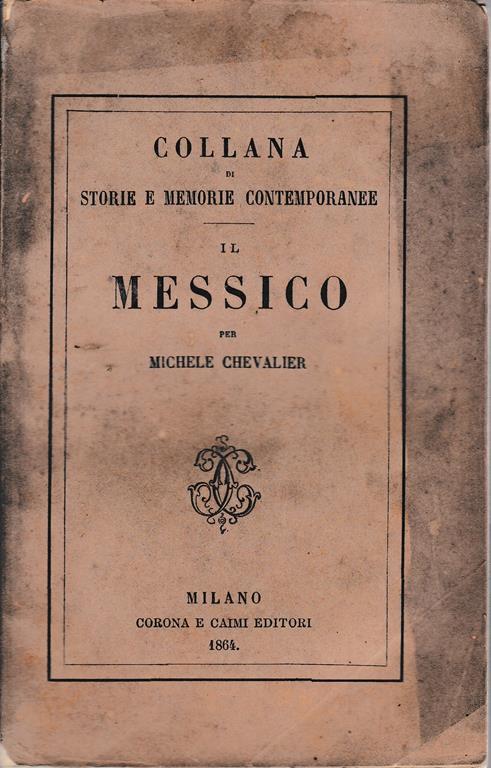 COLLANA
DI
STORIE E MEMORIE CONTEMPORANEE
IL
MESSICO
PER
MICHELE CHEVALIER
MILANO
CORONA E CAIMI EDITORI
1864.